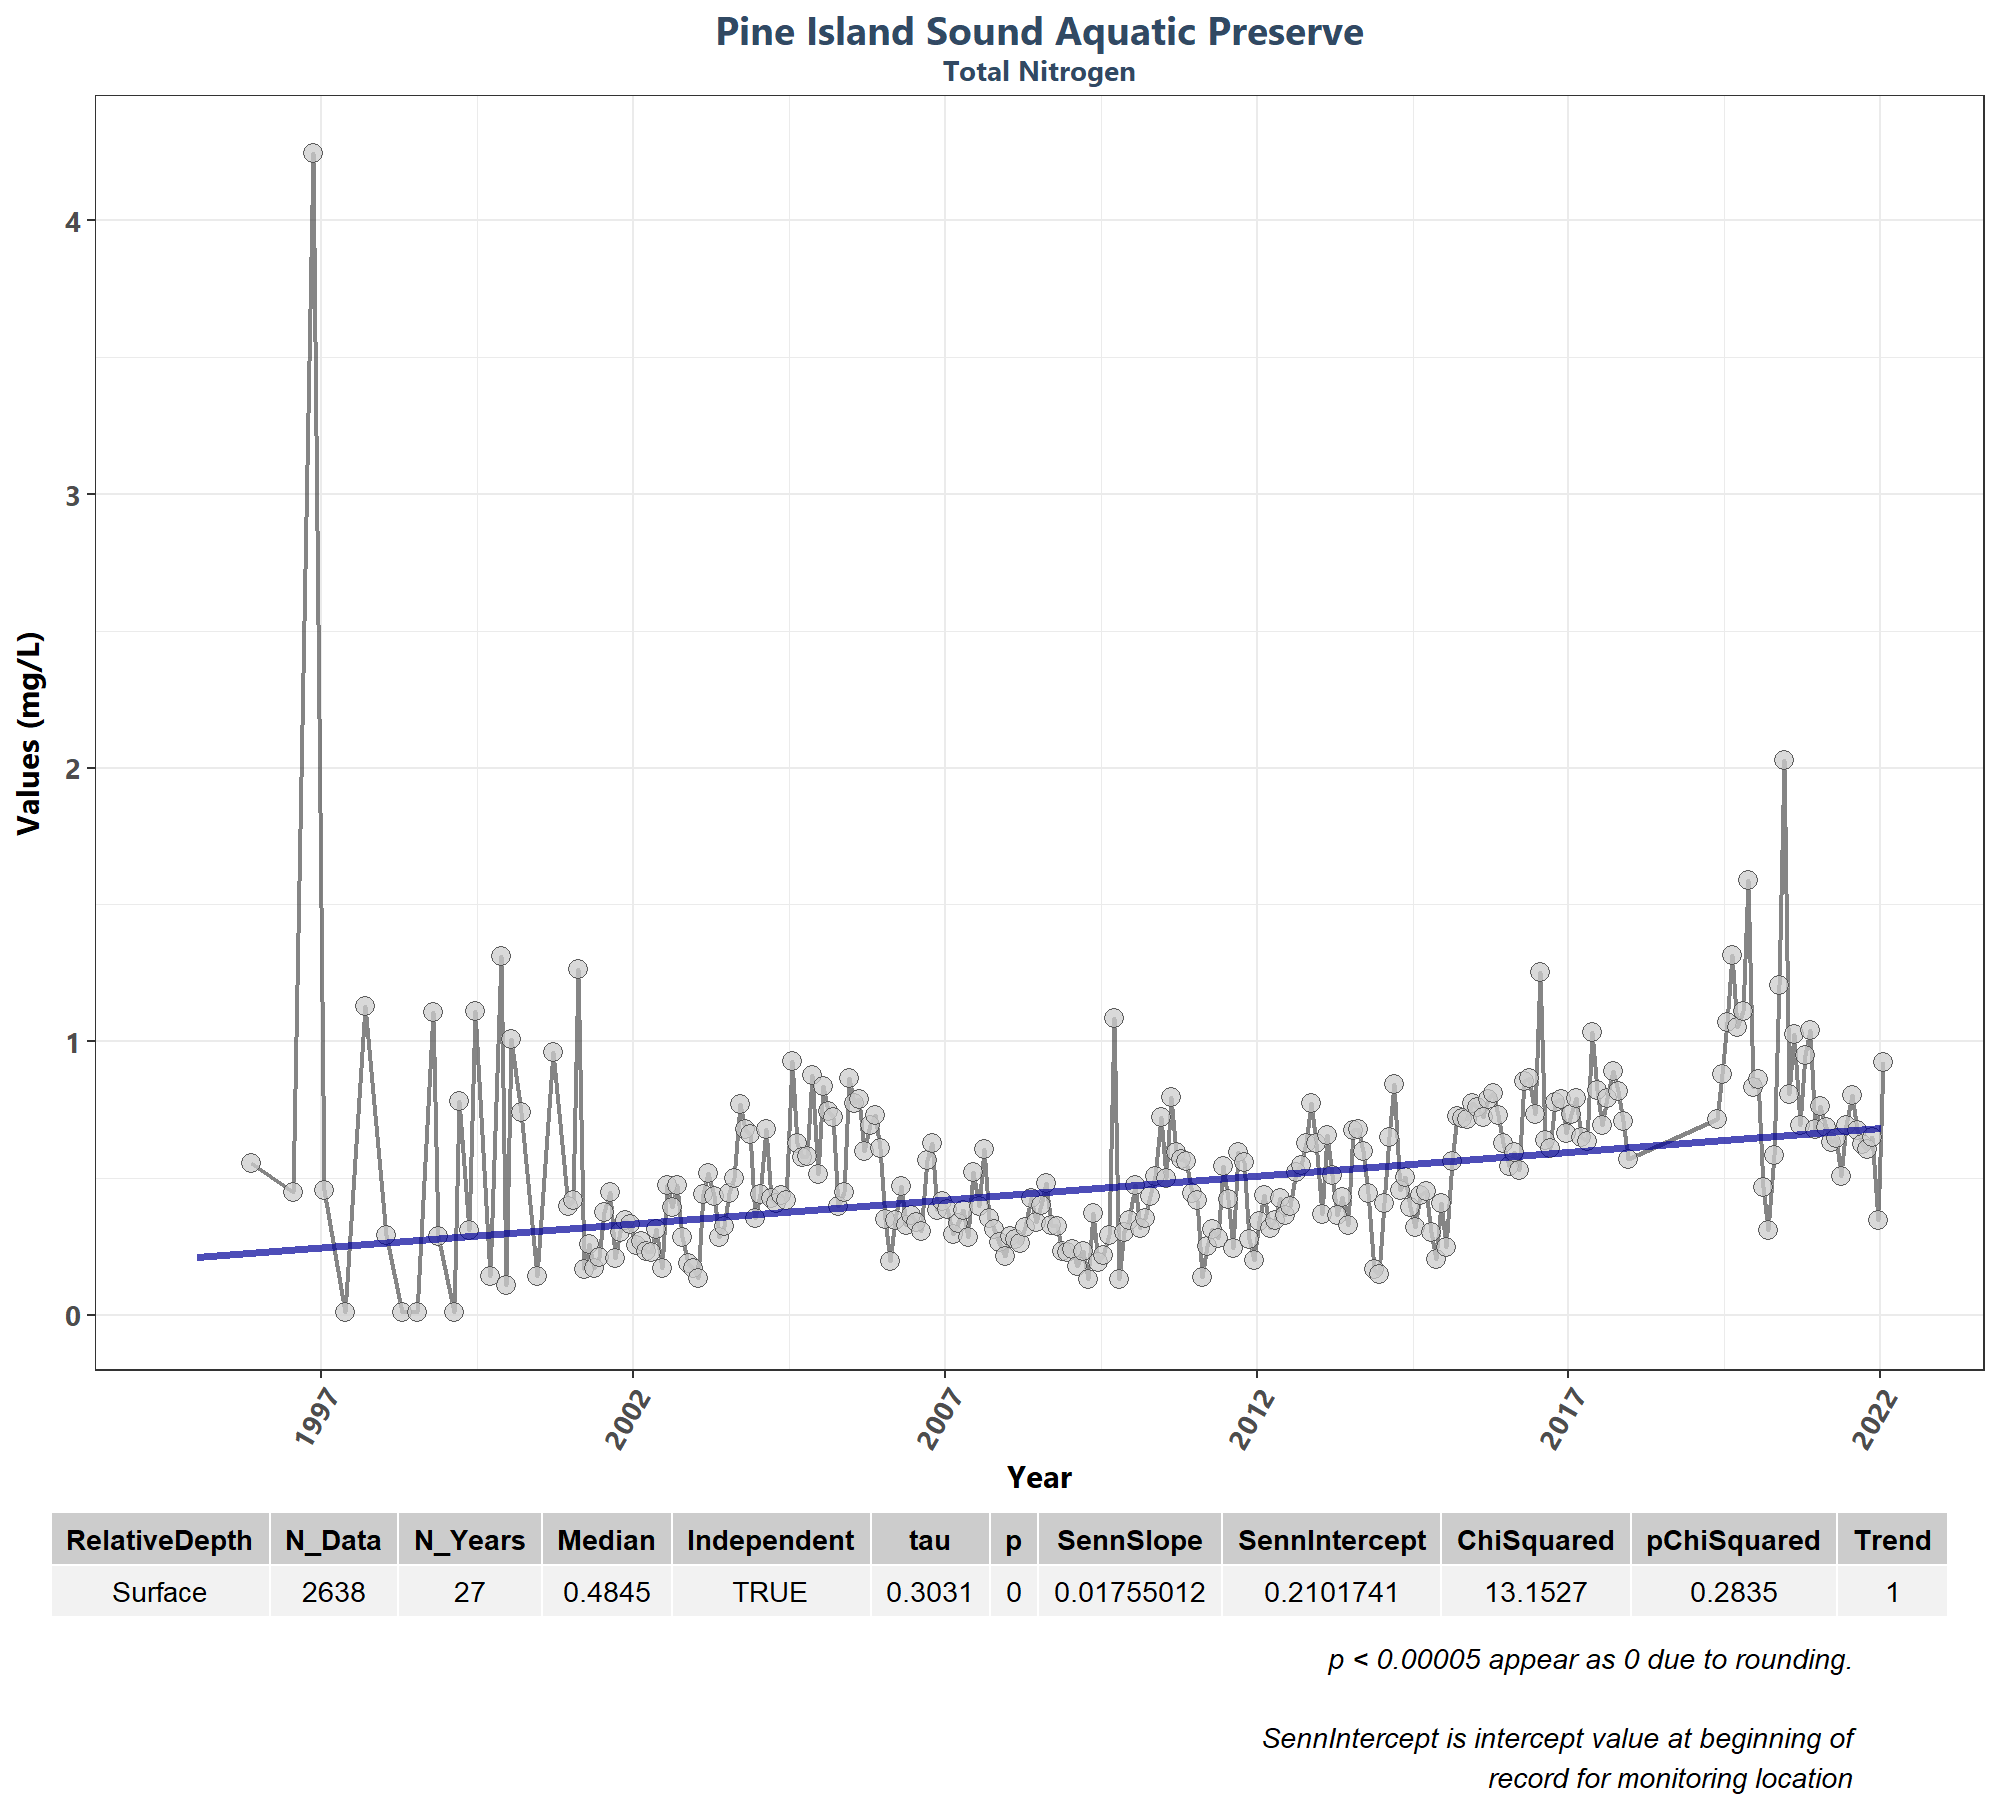 Pine Island Sound Aquatic Preserve
Total Nitrogen
Values (mg/L)
4
3
2
1
0
1997 2002 2007 2012 2017 2022
Year
RelativeDepth N_Data N_Years Median Independent tau p SennSlope SennIntercept ChiSquared pChiSquared Trend
Surface 2638 27 0.4845 TRUE 0.3031 0 0.01755012 0.2101741 13.1527 0.2835 1
p < 0.00005 appear as 0 due to rounding.
SennIntercept is intercept value at beginning of
record for monitoring location